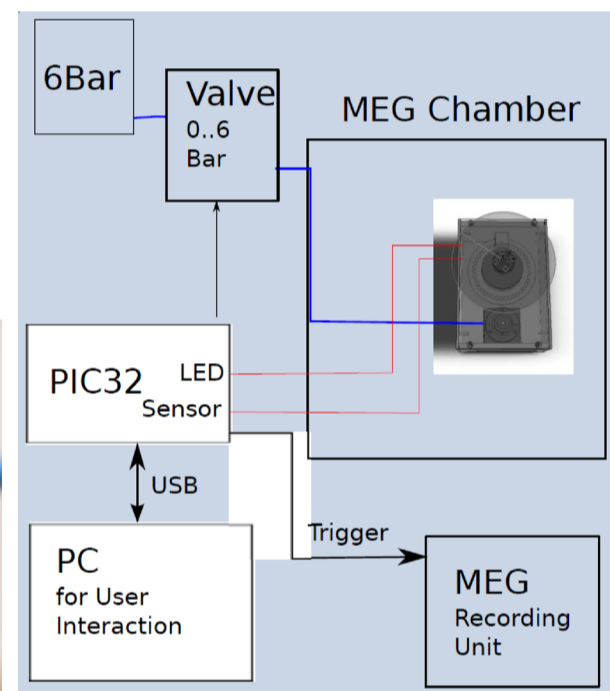 6Bar
Valve
0..6
Bar
MEG Chamber
PIC32
LED
Sensor
USB
Trigger
PC
for User
Interaction
MEG
Recording
Unit